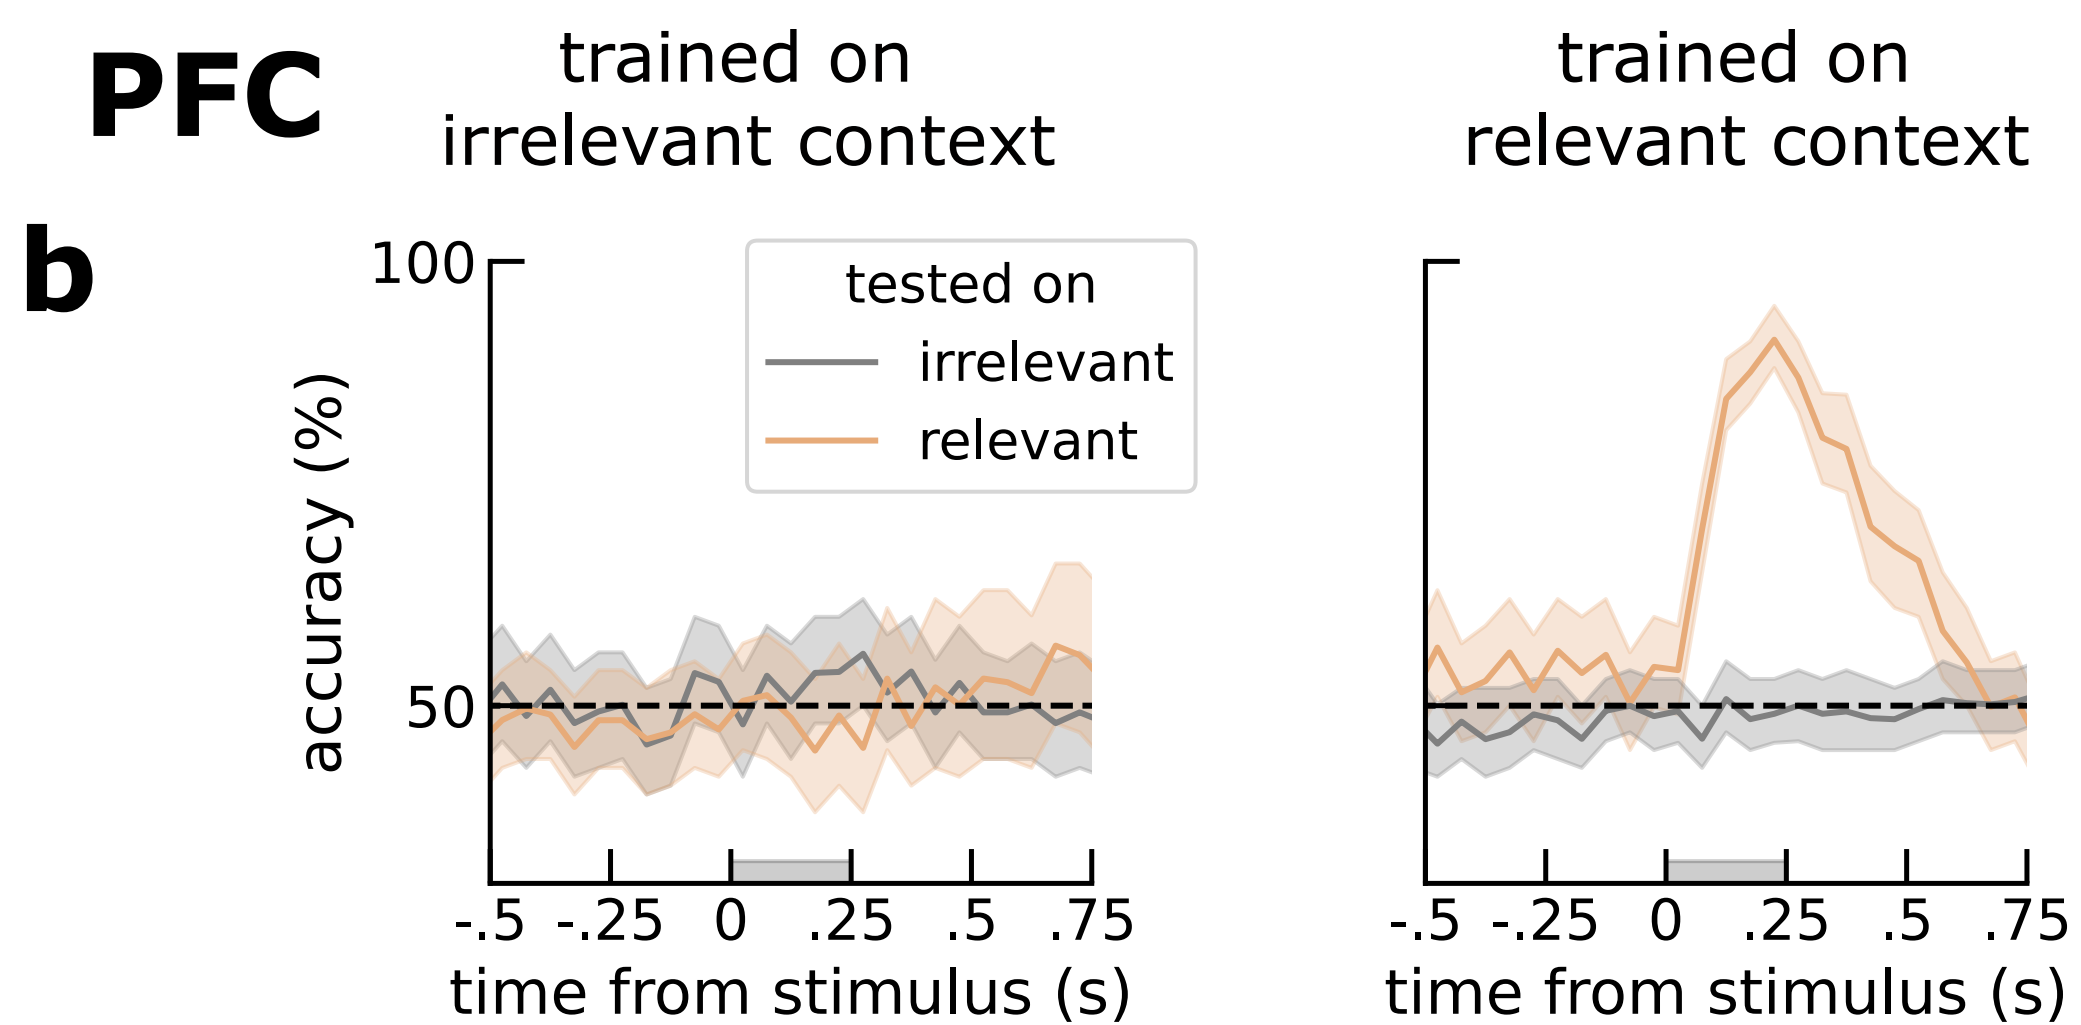 PFC
trained on
irrelevant context
trained on
relevant context
b
100
50
accuracy (%)
tested on
irrelevant
relevant
-.5 -.25 0 .25 .5 .75
-.5 -.25 0 .25 .5 .75
time from stimulus (s)
time from stimulus (s)